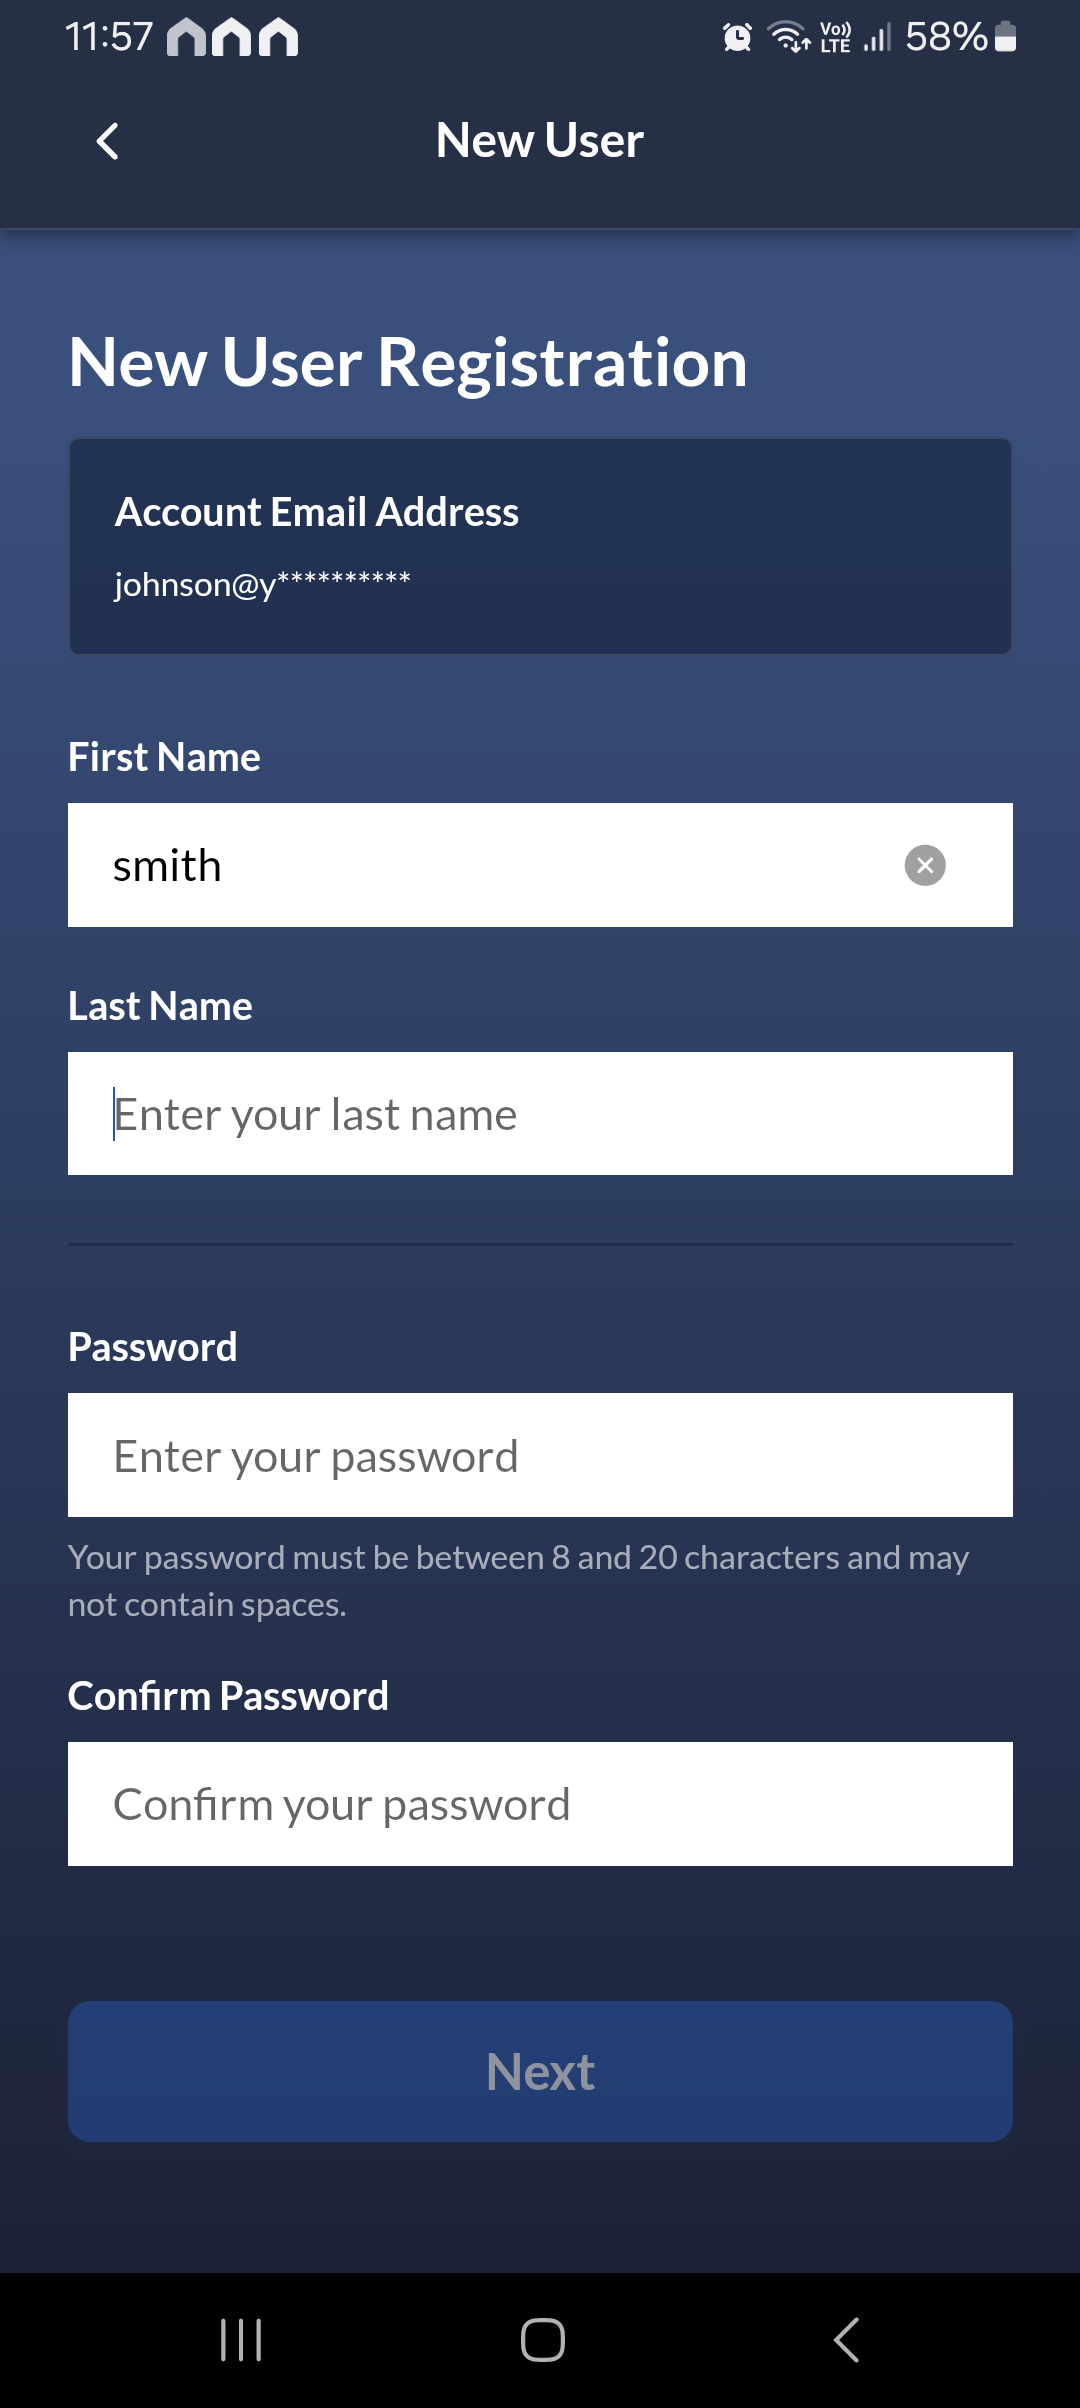 11:57
Vo)) LTE 58%
New User
New User Registration
Account Email Address
johnson@y**********
First Name
smith
Last Name
Enter your last name
Password
Enter your password
Your password must be between 8 and 20 characters and may
not contain spaces.
Confirm Password
Confirm your password
Next